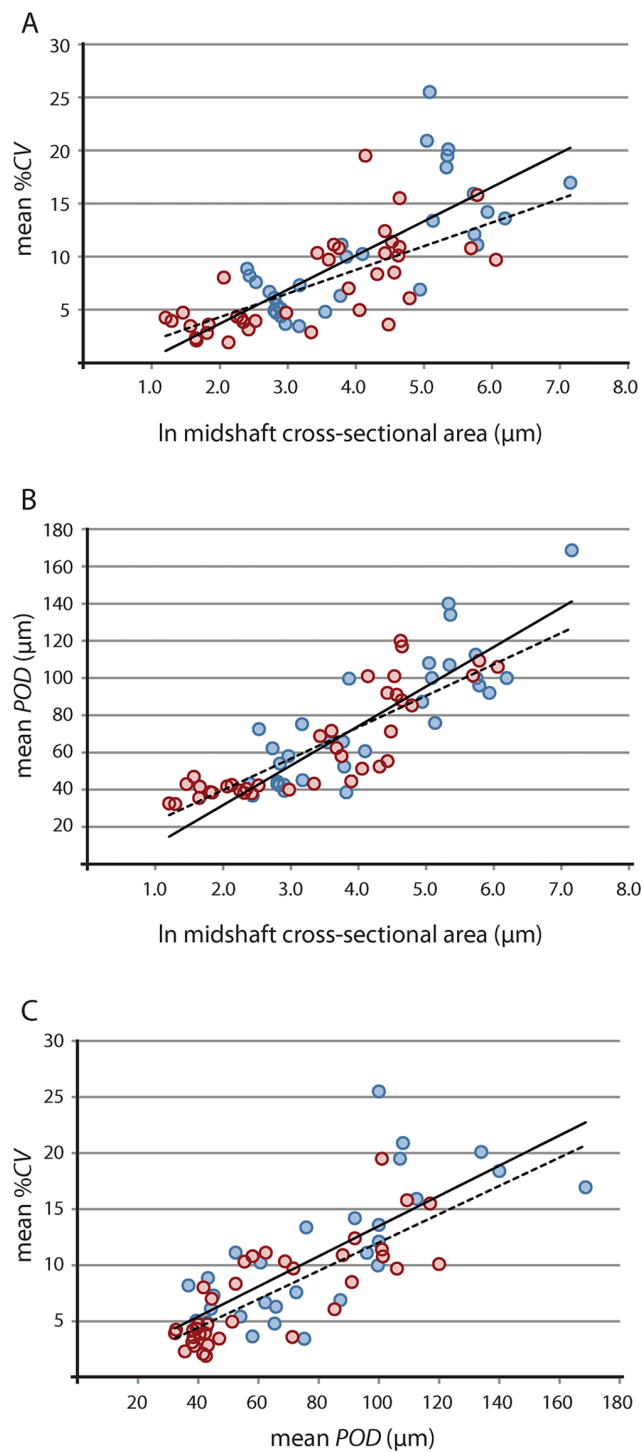 A
30
25
20
15
10
5
mean %CV
1.0 2.0 3.0 4.0 5.0 6.0 7.0 8.0
ln midshaft cross-sectional area (µm)
B
180
160
140
120
100
80
60
40
20
mean POD (µm)
1.0 2.0 3.0 4.0 5.0 6.0 7.0 8.0
ln midshaft cross-sectional area (µm)
C
30
25
20
15
10
5
mean %CV
20 40 60 80 100 120 140 160 180
mean POD (µm)